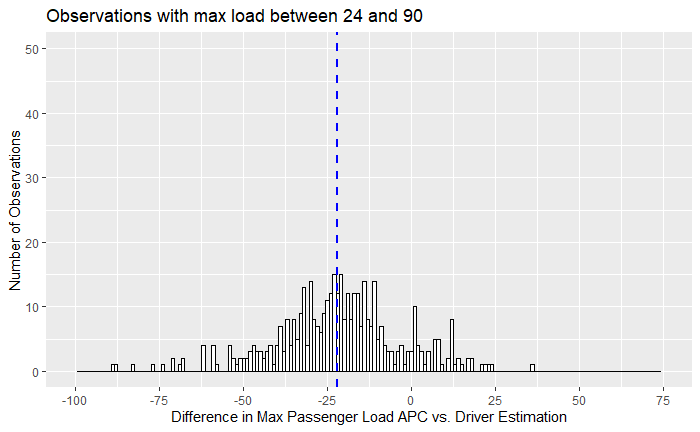 Observations with max load between 24 and 90
50
40
30
20
10
0
Number of Observations
-100 -75 -50 -25 0 25 50 75
Difference in Max Passenger Load APC vs. Driver Estimation